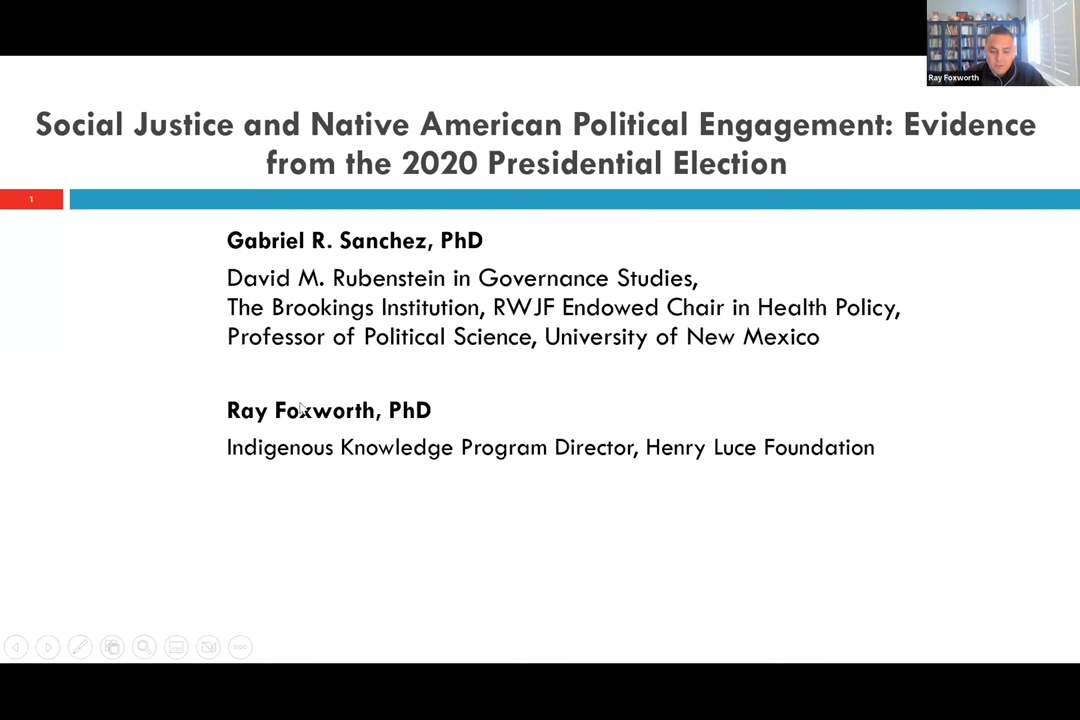 Ray Foxworth
Social Justice and Native American Political Engagement: Evidence
from the 2020 Presidential Election
1
Gabriel R. Sanchez, PhD
David M. Rubenstein in Governance Studies,
The Brookings Institution, RWJF Endowed Chair in Health Policy,
Professor of Political Science, University of New Mexico
Ray Foxworth, PhD
Indigenous Knowledge Program Director, Henry Luce Foundation